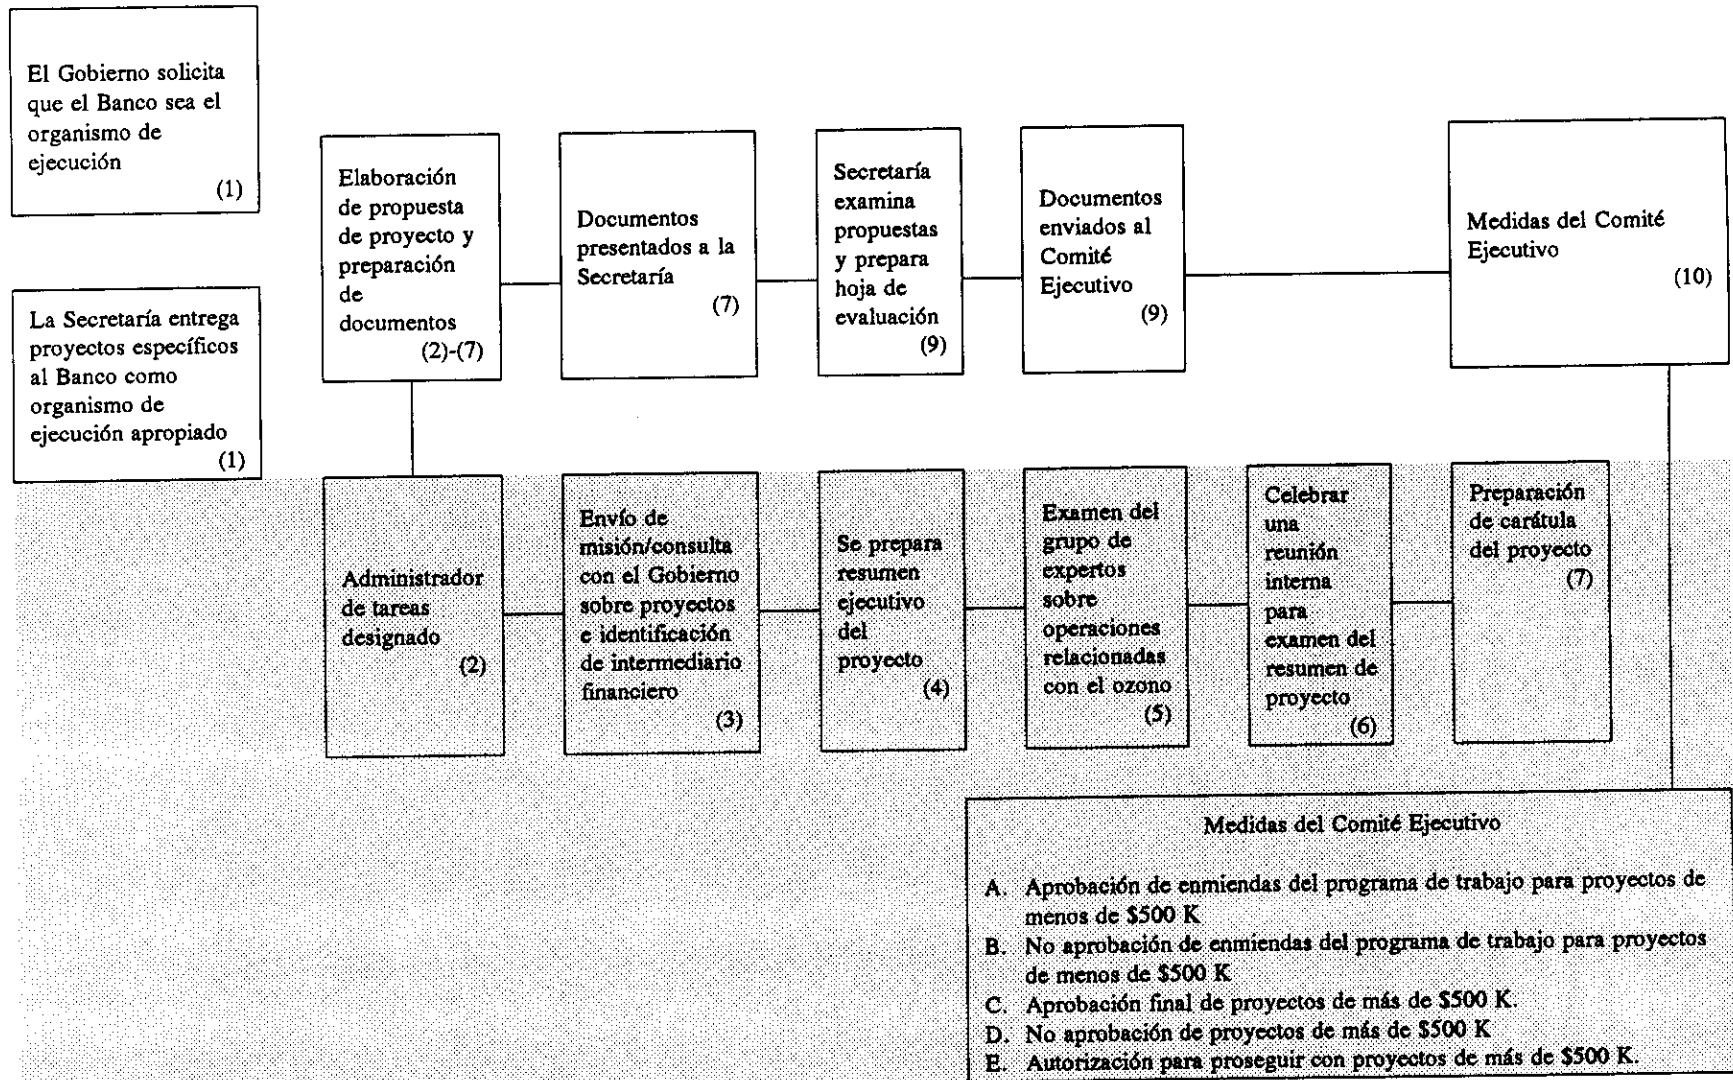 El Gobierno solicita
que el Banco sea el
organismo de
ejecución
(1)
La Secretaría entrega
proyectos específicos
al Banco como
organismo de
ejecución apropiado
(1)
Elaboración
de propuesta
de proyecto y
preparación
de
documentos
(2)-(7)
Documentos
presentados a la
Secretaría
(7)
Secretaría
examina
propuestas
y prepara
hoja de
evaluación
(9)
Documentos
enviados al
Comité
Ejecutivo
(9)
Medidas del Comité
Ejecutivo
(10)
Administrador
de tareas
designado
(2)
Envío de
misión/consulta
con el Gobierno
sobre proyectos
e identificación
de intermediario
financiero
(3)
Se prepara
resumen
ejecutivo
del
proyecto
(4)
Examen del
grupo de
expertos
sobre
operaciones
relacionadas
con el ozono
(5)
Celebrar
una
reunión
interna
para
examen del
resumen de
proyecto
(6)
Preparación
de carátula
del proyecto
(7)
Medidas del Comité Ejecutivo
A. Aprobación de enmiendas del programa de trabajo para proyectos de
menos de $500 K
B. No aprobación de enmiendas del programa de trabajo para proyectos
de menos de $500 K
C. Aprobación final de proyectos de más de $500 K.
D. No aprobación de proyectos de más de $500 K
E. Autorización para proseguir con proyectos de más de $500 K.